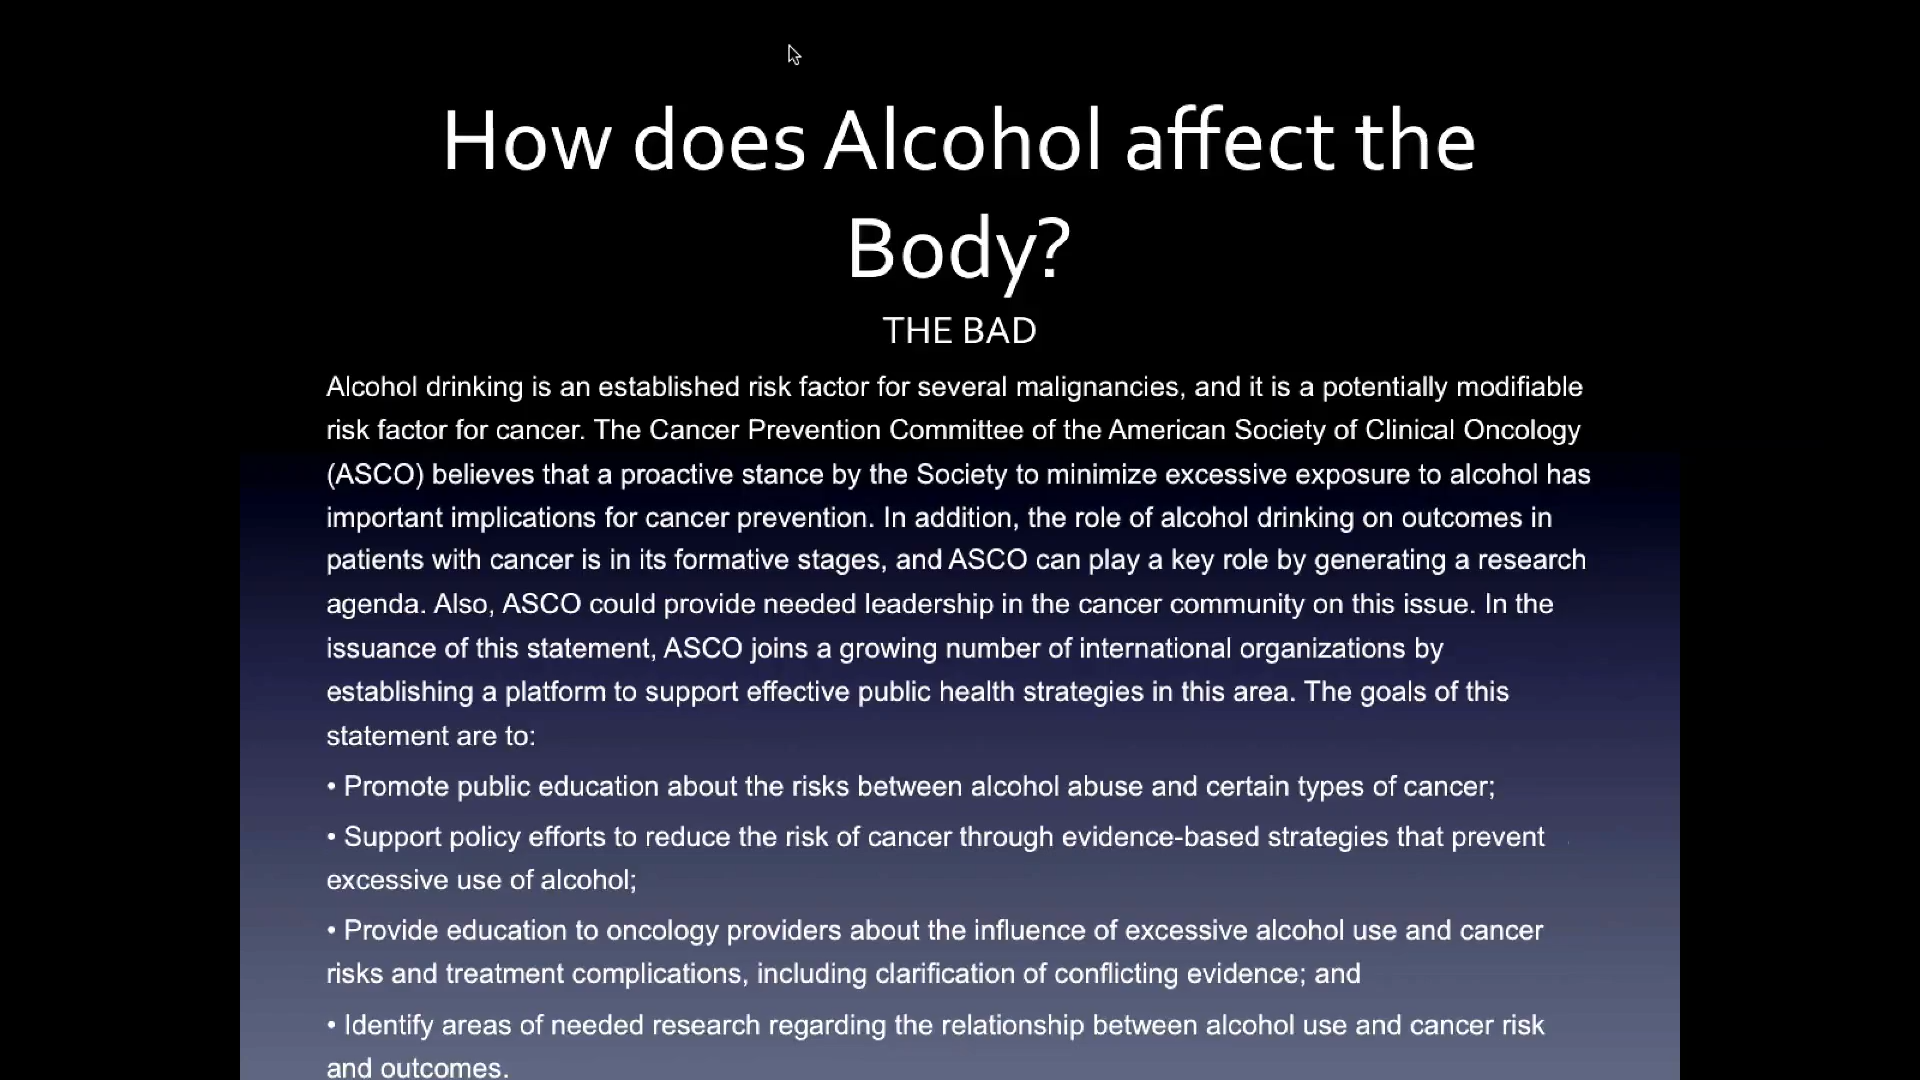 How does Alcohol affect the
Body?
THE BAD
Alcohol drinking is an established risk factor for several malignancies, and it is a potentially modifiable
risk factor for cancer. The Cancer Prevention Committee of the American Society of Clinical Oncology
(ASCO) believes that a proactive stance by the Society to minimize excessive exposure to alcohol has
important implications for cancer prevention. In addition, the role of alcohol drinking on outcomes in
patients with cancer is in its formative stages, and ASCO can play a key role by generating a research
agenda. Also, ASCO could provide needed leadership in the cancer community on this issue. In the
issuance of this statement, ASCO joins a growing number of international organizations by
establishing a platform to support effective public health strategies in this area. The goals of this
statement are to:
• Promote public education about the risks between alcohol abuse and certain types of cancer;
• Support policy efforts to reduce the risk of cancer through evidence-based strategies that prevent
excessive use of alcohol;
• Provide education to oncology providers about the influence of excessive alcohol use and cancer
risks and treatment complications, including clarification of conflicting evidence; and
• Identify areas of needed research regarding the relationship between alcohol use and cancer risk
and outcomes.